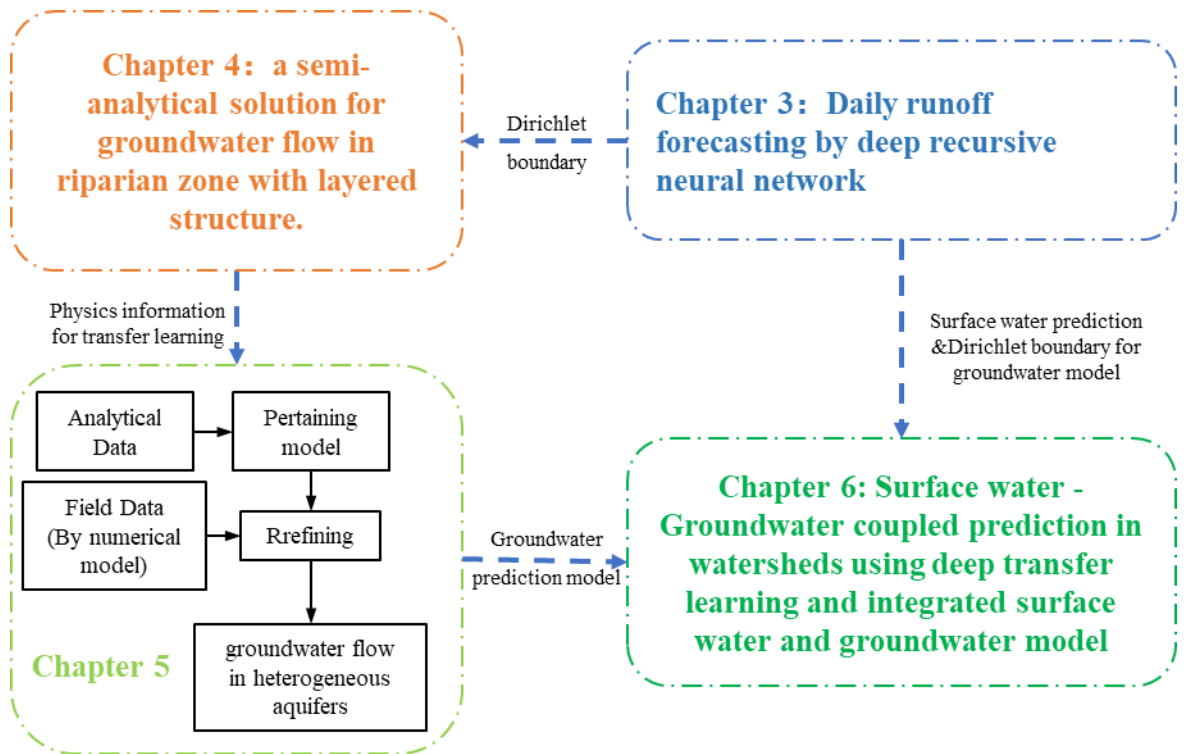 Chapter 4：a semi-
analytical solution for
groundwater flow in
riparian zone with layered
structure.
Dirichlet
boundary
Chapter 3：Daily runoff
forecasting by deep recursive
neural network
Physics information
for transfer learning
Surface water prediction
&Dirichlet boundary for
groundwater model
Analytical
Data
Pertaining
model
Field Data
(By numerical
model)
Rrefining
groundwater flow
in heterogeneous
aquifers
Chapter 5
Groundwater
prediction model
Chapter 6: Surface water -
Groundwater coupled prediction in
watersheds using deep transfer
learning and integrated surface
water and groundwater model